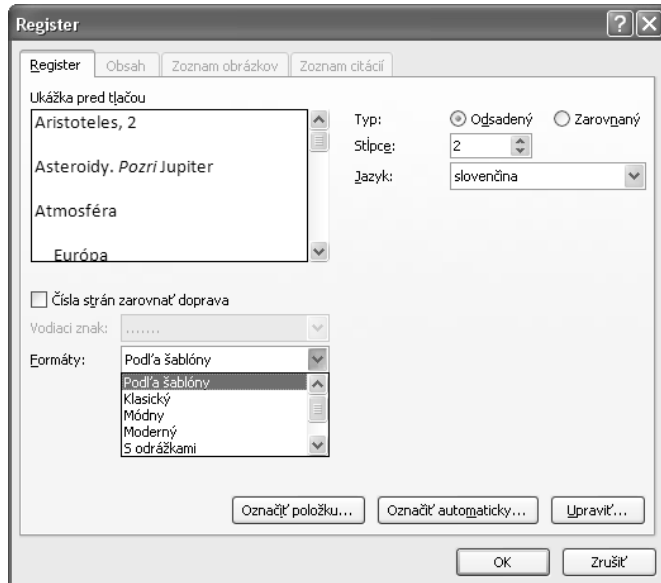 Register
Register
Obsah
Zoznam obrázkov
Zoznam citácií
Ukážka pred tlačou
Aristoteles, 2
Asteroidy. Pozri Jupiter
Atmosféra
Európa
Typ:
Odsadený
Zarovnaný
Stĺpce:
2
Jazyk:
slovenčina
Čísla strán zarovnať doprava
Vodiaci znak:
.......
Formáty:
Podľa šablóny
Podľa šablóny
Klasický
Módny
Moderný
S odrážkami
Označiť položku...
Označiť automaticky...
Upraviť...
OK
Zrušiť